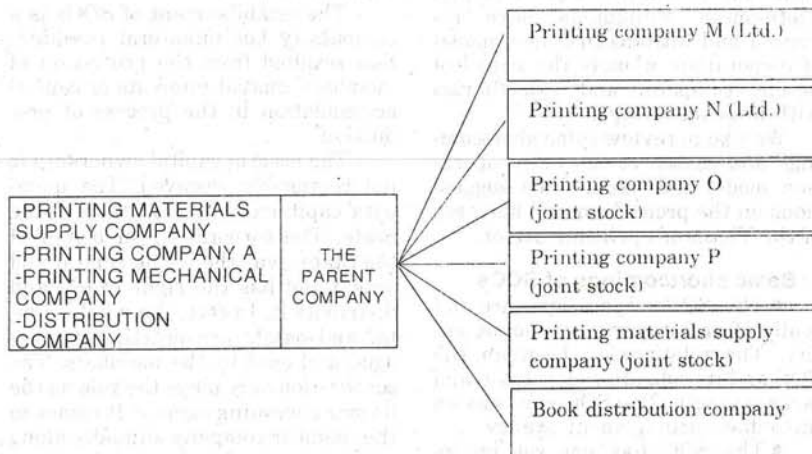 -PRINTING MATERIALS
SUPPLY COMPANY
-PRINTING COMPANY A
-PRINTING MECHANICAL
COMPANY
-DISTRIBUTION
COMPANY
THE
PARENT
COMPANY
Printing company M (Ltd.)
Printing company N (Ltd.)
Printing company O
(joint stock)
Printing company P
(joint stock)
Printing materials supply
company (joint stock)
Book distribution company